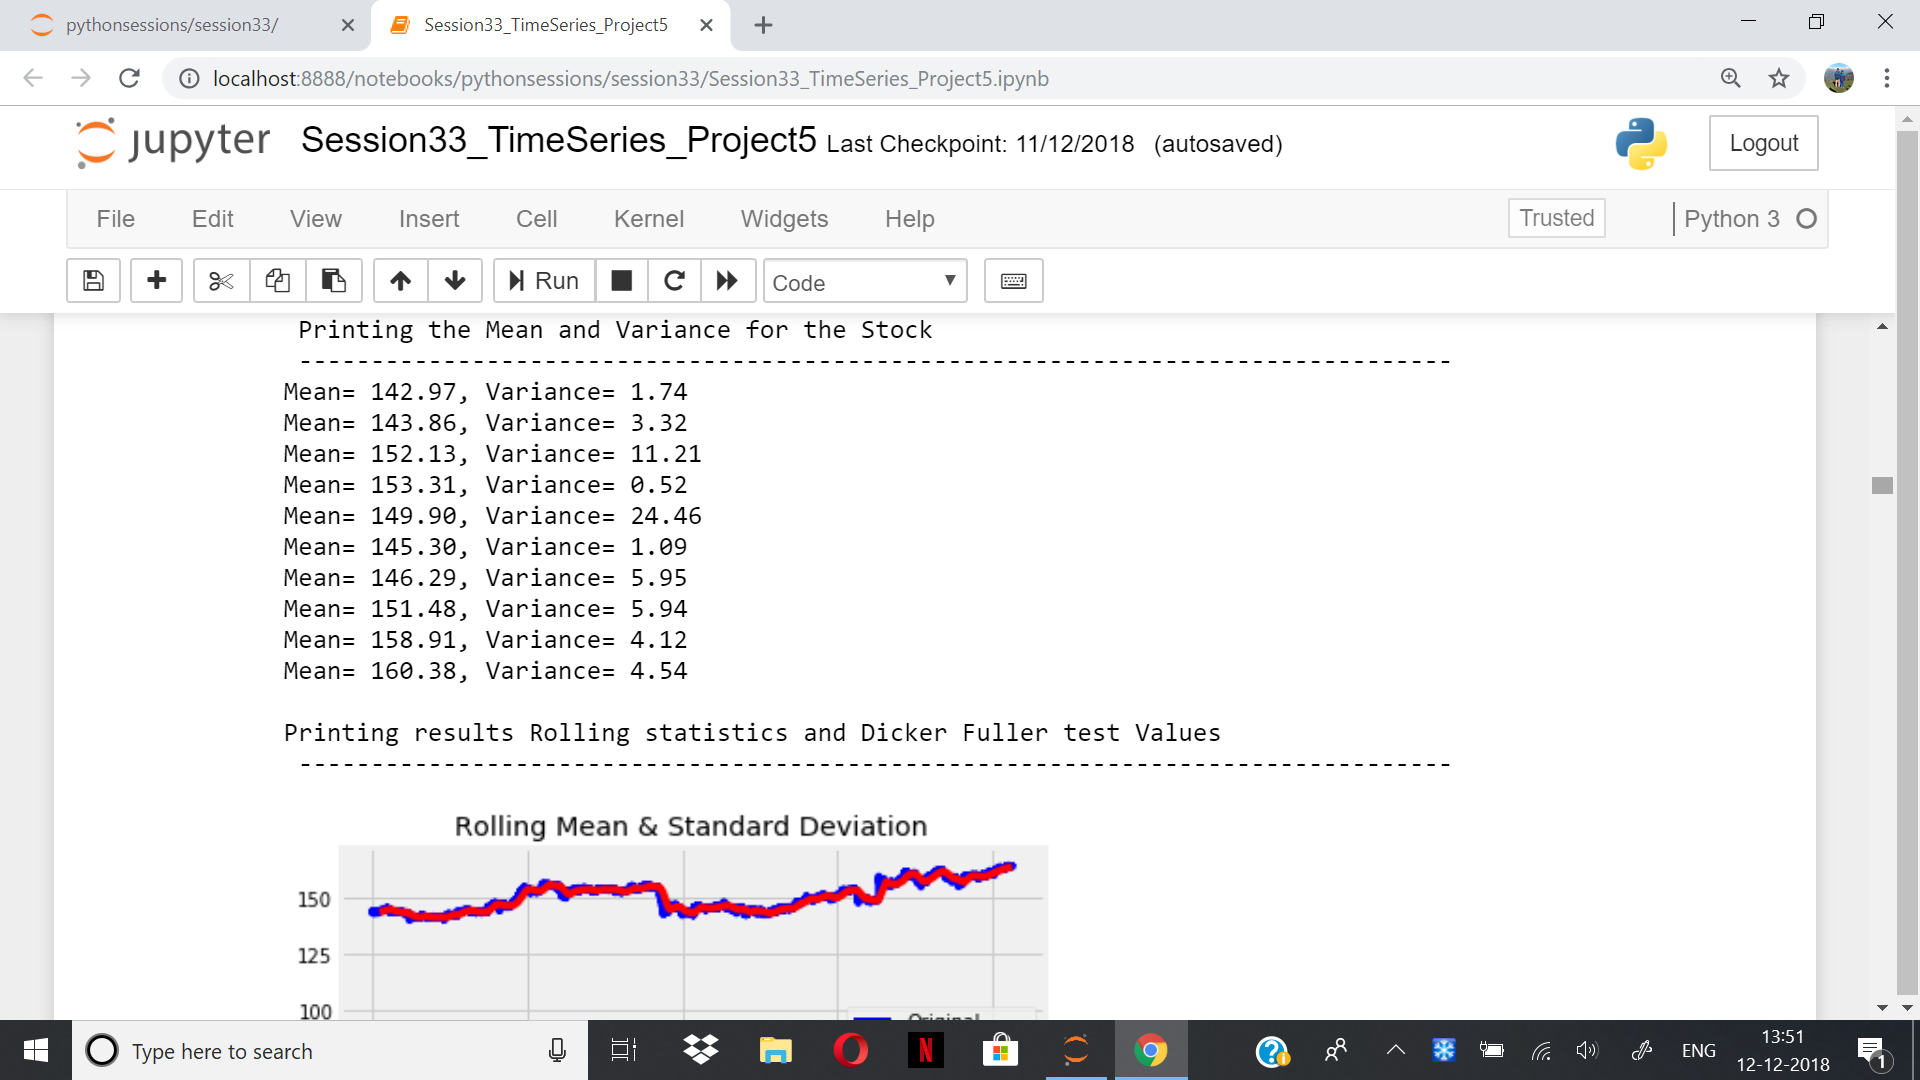 pythonsessions/session33/
Session33_TimeSeries_Project5
localhost:8888/notebooks/pythonsessions/session33/Session33_TimeSeries_Project5.ipynb
jupyter Session33_TimeSeries_Project5 Last Checkpoint: 11/12/2018 (autosaved)
Logout
File Edit View Insert Cell Kernel Widgets Help
Trusted
Python 3
Run
Code
Printing the Mean and Variance for the Stock
--------------------------------------------------------------------------------
Mean= 142.97, Variance= 1.74
Mean= 143.86, Variance= 3.32
Mean= 152.13, Variance= 11.21
Mean= 153.31, Variance= 0.52
Mean= 149.90, Variance= 24.46
Mean= 145.30, Variance= 1.09
Mean= 146.29, Variance= 5.95
Mean= 151.48, Variance= 5.94
Mean= 158.91, Variance= 4.12
Mean= 160.38, Variance= 4.54
Printing results Rolling statistics and Dicker Fuller test Values
--------------------------------------------------------------------------------
Rolling Mean & Standard Deviation
150
125
100
Original
Type here to search
N
ENG
13:51
12-12-2018
1